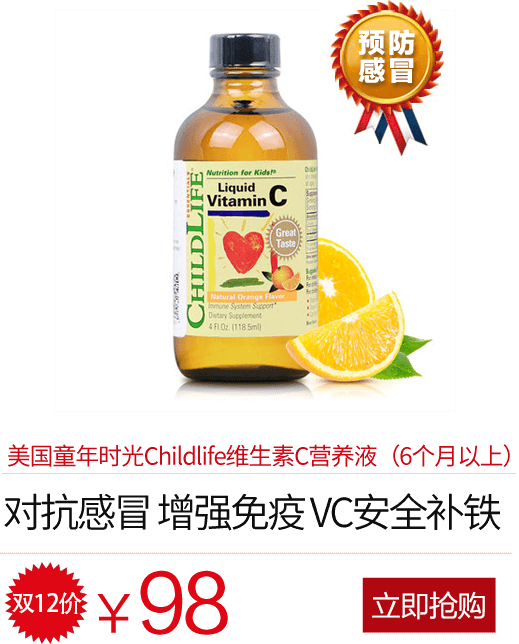 预防
感冒
Nutrition for Kids!®
CHILDLIFE
ESSENTIALS
Liquid
Vitamin C
Great
Taste
Natural Orange Flavor
Immune System Support*
Dietary Supplement
4 Fl.Oz. (118.5ml)
美国童年时光Childlife维生素C营养液（6个月以上）
对抗感冒 增强免疫 VC安全补铁
双12价
¥98
立即抢购